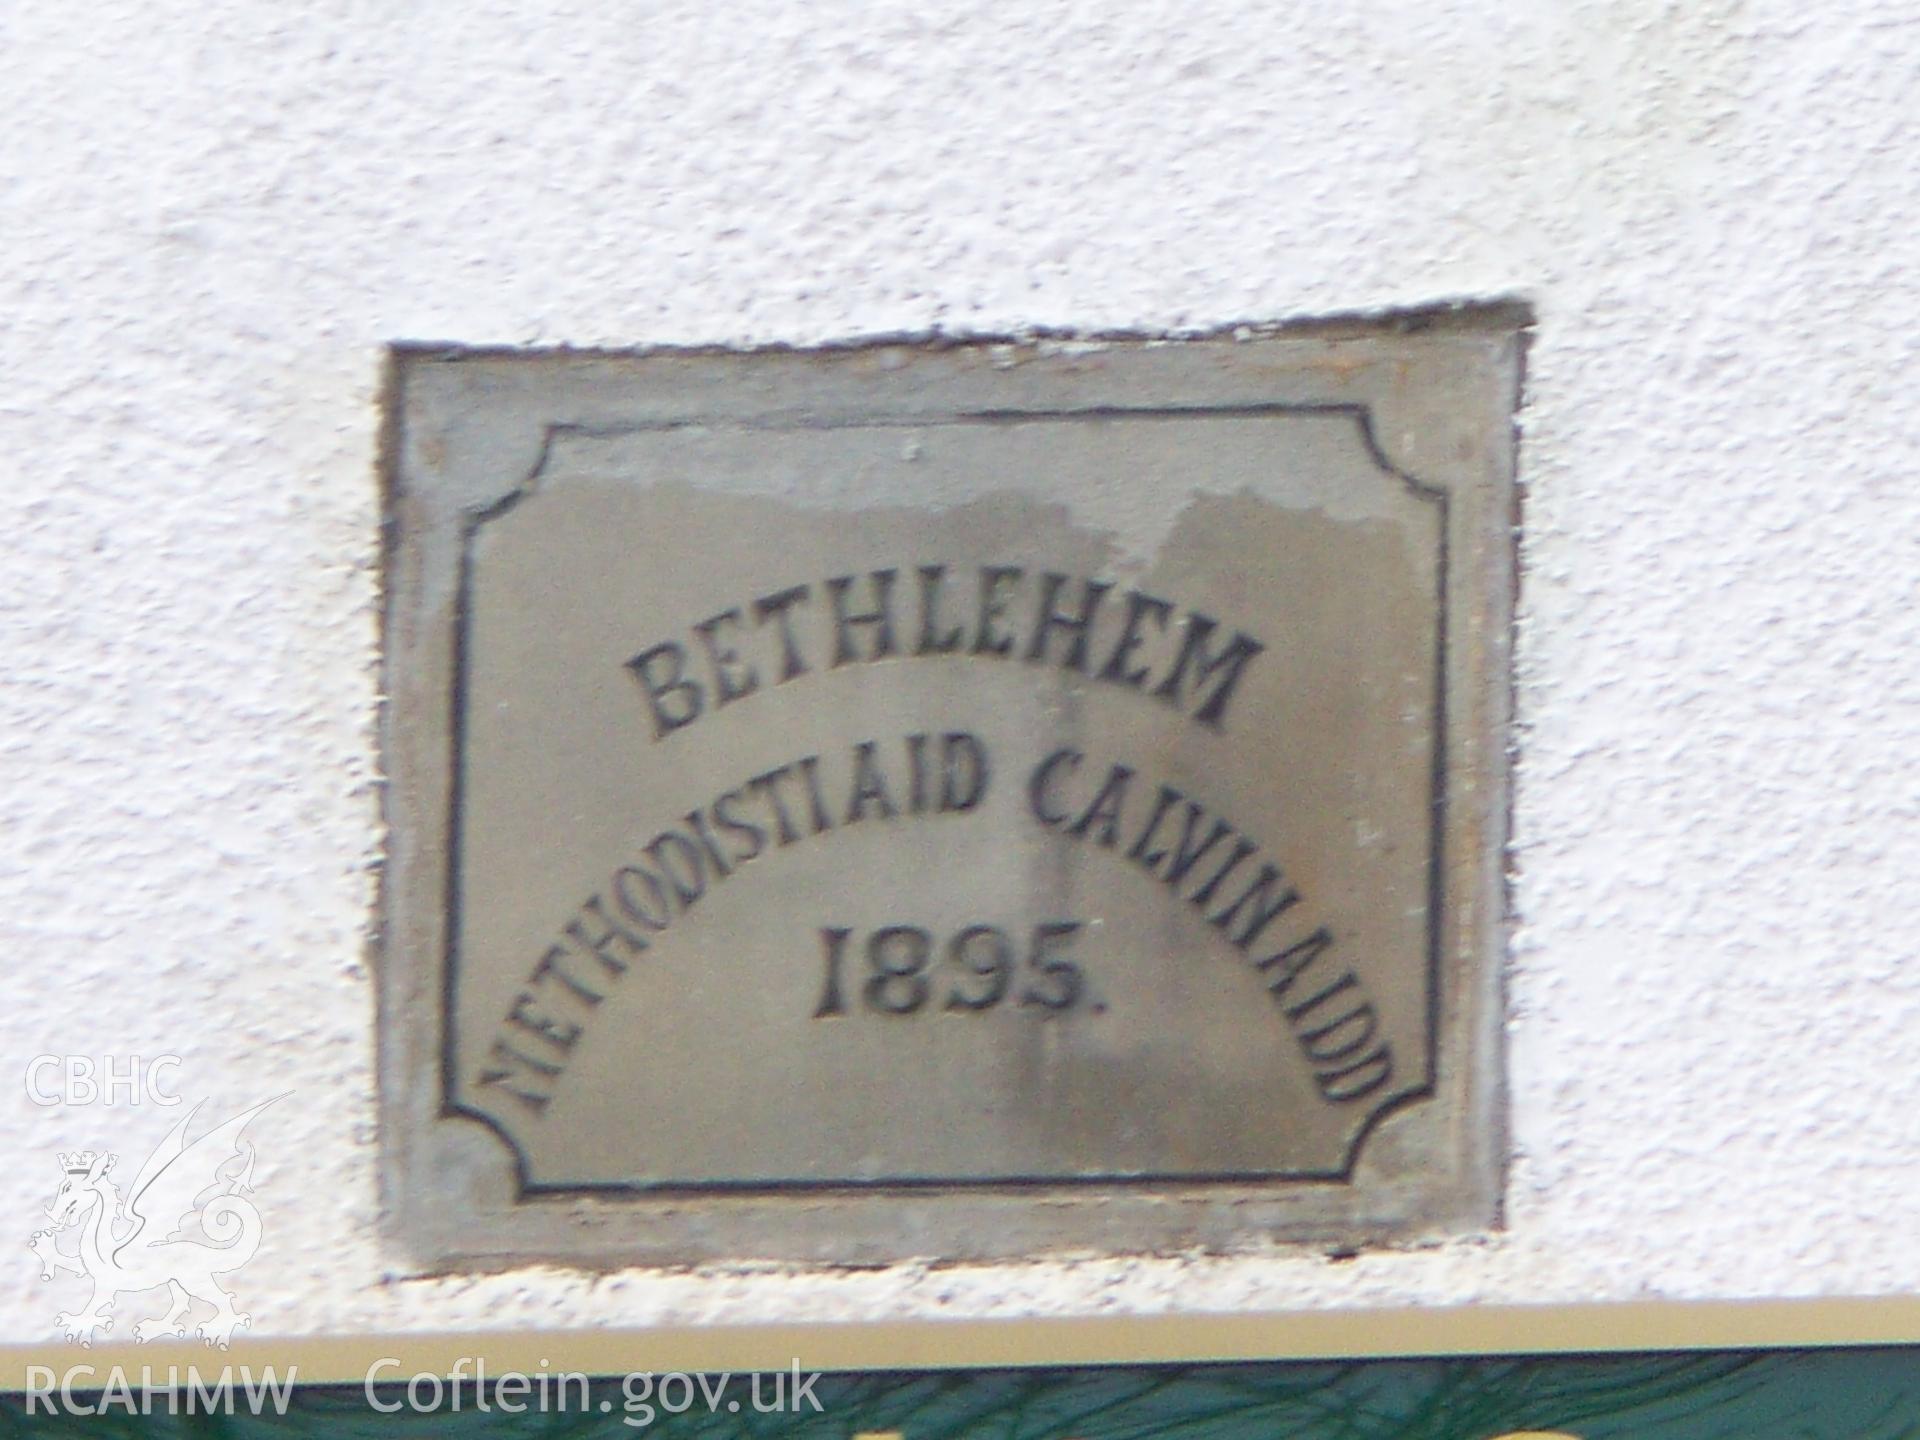 BETHLEHEM
METHODISTIAID CALVINAIDD
1895.
CBHC
RCAHMW Coflein.gov.uk